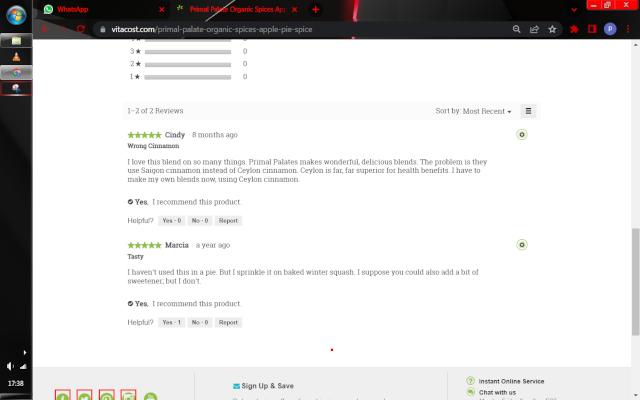 WhatsApp
Primal Palate Organic Spices App
vitacost.com/primal-palate-organic-spices-apple-pie-spice
P
3★ 0
2★ 0
1★ 0
1–2 of 2 Reviews
Sort by: Most Recent
Cindy · 8 months ago
Wrong Cinnamon
I love this blend on so many things. Primal Palates makes wonderful, delicious blends. The problem is they
use Saigon cinnamon instead of Ceylon cinnamon. Ceylon is far, far superior for health benefits. I have to
make my own blends now, using Ceylon cinnamon.
Yes, I recommend this product.
Helpful? Yes · 0 No · 0 Report
Marcia · a year ago
Tasty
I haven't used this in a pie. But I sprinkle it on baked winter squash. I suppose you could also add a bit of
sweetener, but I don't.
Yes, I recommend this product.
Helpful? Yes · 1 No · 0 Report
Sign Up & Save
Instant Online Service
Chat with us
17:38